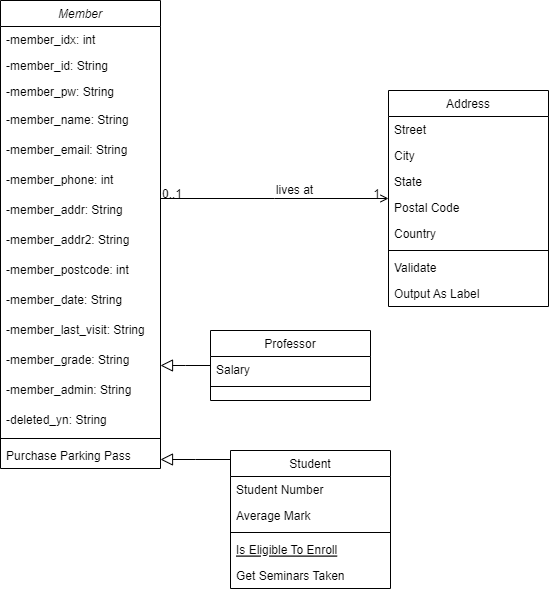 Member
-member_idx: int
-member_id: String
-member_pw: String
-member_name: String
-member_email: String
-member_phone: int
-member_addr: String
-member_addr2: String
-member_postcode: int
-member_date: String
-member_last_visit: String
-member_grade: String
-member_admin: String
-deleted_yn: String
Purchase Parking Pass
0..1
lives at
1
Address
Street
City
State
Postal Code
Country
Validate
Output As Label
Professor
Salary
Student
Student Number
Average Mark
Is Eligible To Enroll
Get Seminars Taken